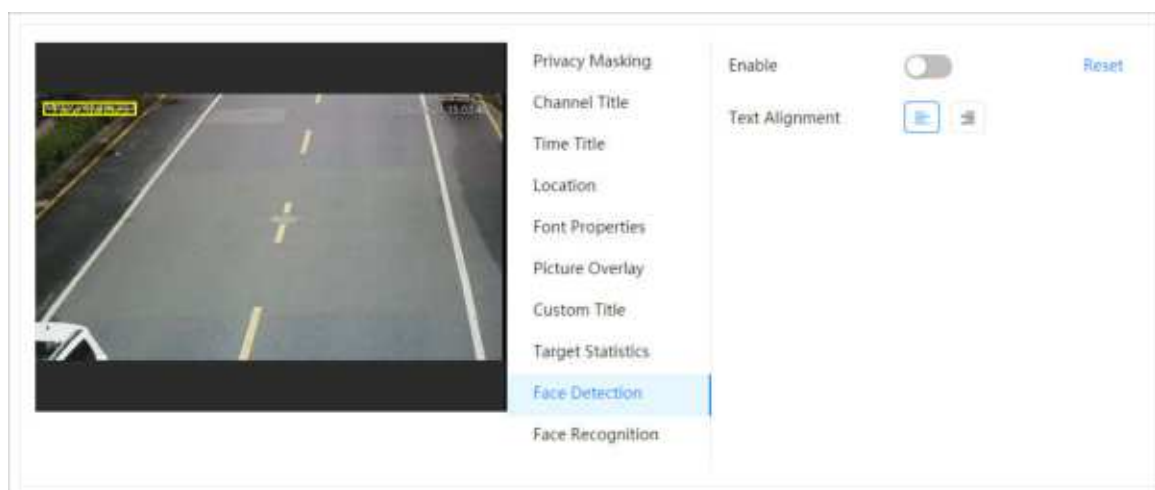 Privacy Masking
Channel Title
Time Title
Location
Font Properties
Picture Overlay
Custom Title
Target Statistics
Face Detection
Face Recognition
Enable
Reset
Text Alignment